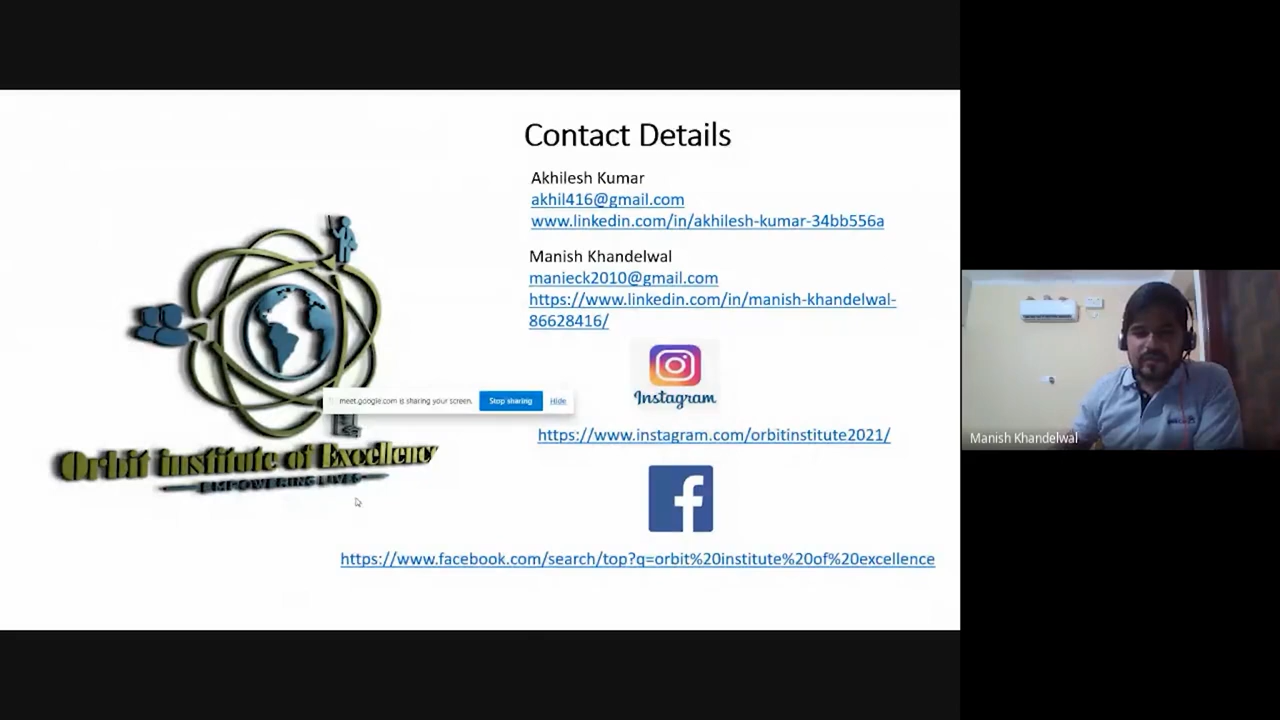 Contact Details
Akhilesh Kumar
akhil416@gmail.com
www.linkedin.com/in/akhilesh-kumar-34bb556a
Manish Khandelwal
manieck2010@gmail.com
https://www.linkedin.com/in/manish-khandelwal-
86628416/
Instagram
meet.google.com is sharing your screen.
Stop sharing
Hide
https://www.instagram.com/orbitinstitute2021/
Manish Khandelwal
Orbit institute of Excellence
EMPOWERING LIVES
f
https://www.facebook.com/search/top?q=orbit%20institute%20of%20excellence